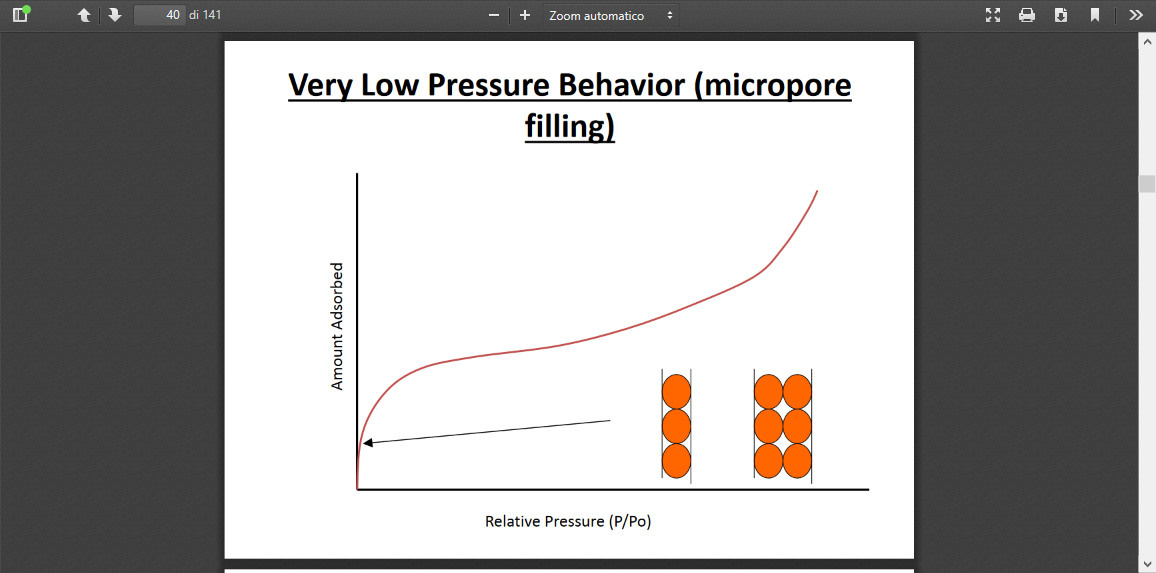 40 di 141
Zoom automatico
Very Low Pressure Behavior (micropore
filling)
Amount Adsorbed
Relative Pressure (P/Po)